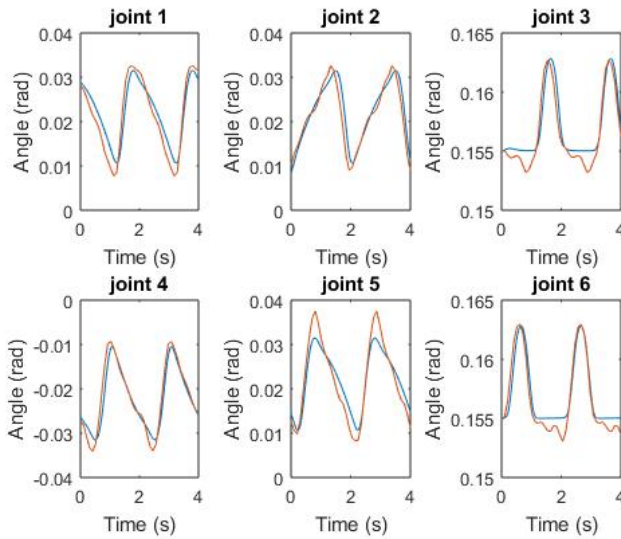 joint 1
joint 2
joint 3
Angle (rad)
0.04
0.03
0.02
0.01
0
0
2
4
Time (s)
Angle (rad)
0.04
0.03
0.02
0.01
0
0
2
4
Time (s)
Angle (rad)
0.165
0.16
0.155
0.15
0
2
4
Time (s)
joint 4
joint 5
joint 6
Angle (rad)
0
-0.01
-0.02
-0.03
-0.04
0
2
4
Time (s)
Angle (rad)
0.04
0.03
0.02
0.01
0
0
2
4
Time (s)
Angle (rad)
0.165
0.16
0.155
0.15
0
2
4
Time (s)